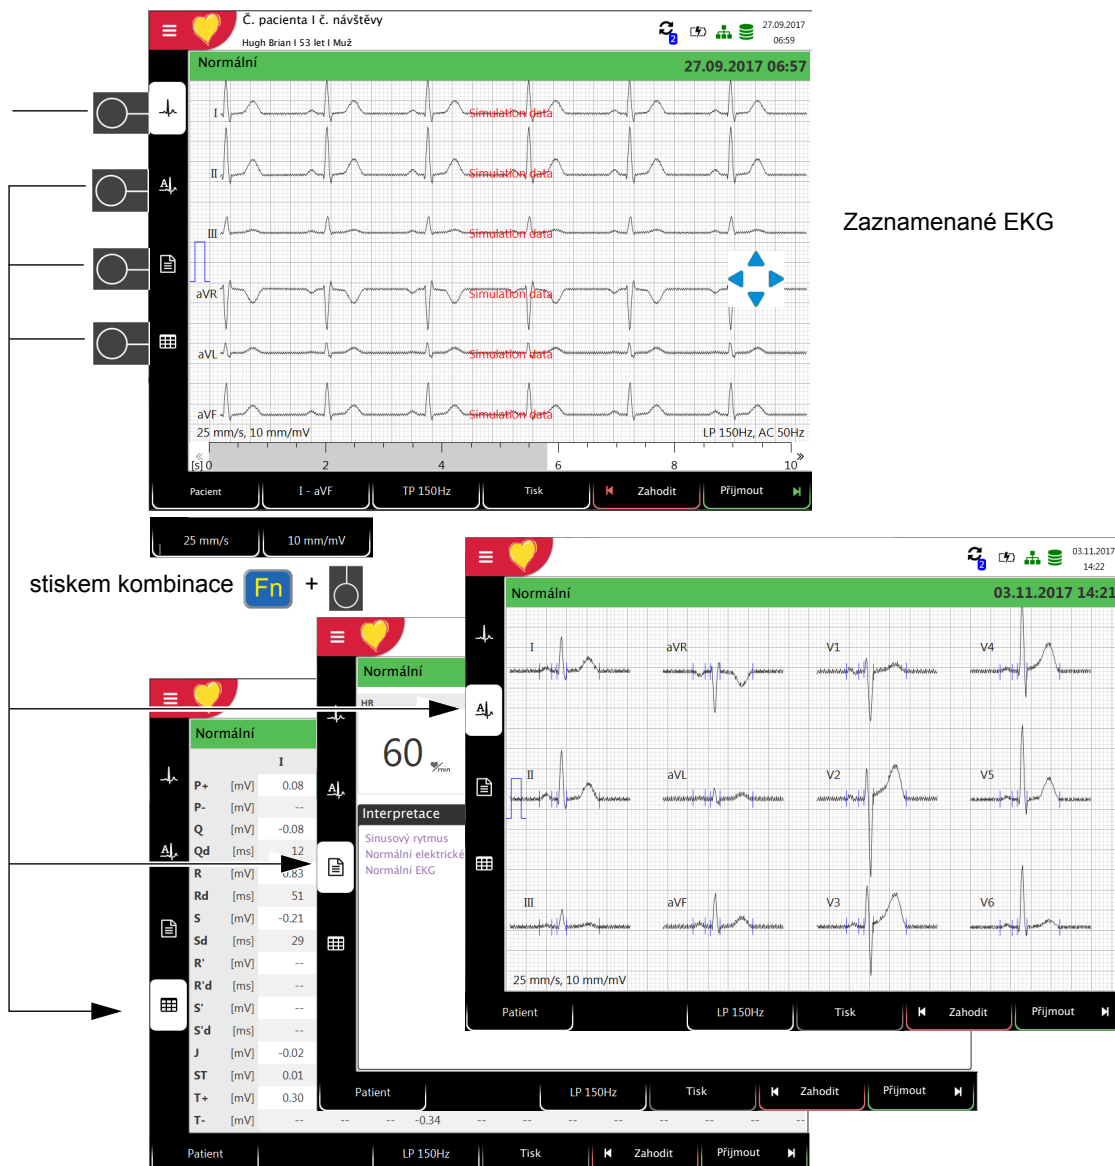 Č. pacienta I č. návštěvy
Hugh Brian I 53 let I Muž
2
27.09.2017
06:59
Normální
27.09.2017 06:57
I
Simulation data
A
II
Simulation data
Zaznamenané EKG
III
Simulation data
aVR
Simulation data
aVL
Simulation data
aVF
Simulation data
25 mm/s, 10 mm/mV
LP 150Hz, AC 50Hz
«
»
[s] 0 2 4 6 8 10
Pacient
I - aVF
TP 150Hz
Tisk
Zahodit
Přijmout
25 mm/s
10 mm/mV
stiskem kombinace Fn +
2
03.11.2017
14:22
Normální
03.11.2017 14:21
I
aVR
V1
V4
A
II
aVL
V2
V5
III
aVF
V3
V6
25 mm/s, 10 mm/mV
Patient
LP 150Hz
Tisk
Zahodit
Přijmout
Normální
HR
60 /min
A
Interpretace
Sinusový rytmus
Normální elektrické
Normální EKG
Patient
LP 150Hz
Tisk
Zahodit
Přijmout
Normální
A
I
P+ [mV] 0.08
P- [mV] --
Q [mV] -0.08
Qd [ms] 12
R [mV] 0.83
Rd [ms] 51
S [mV] -0.21
Sd [ms] 29
R' [mV] --
R'd [ms] --
S' [mV] --
S'd [ms] --
J [mV] -0.02
ST [mV] 0.01
T+ [mV] 0.30
T- [mV] -- -- -- -0.34 -- -- -- -- -- -- -- --
Patient
LP 150Hz
Tisk
Zahodit
Přijmout